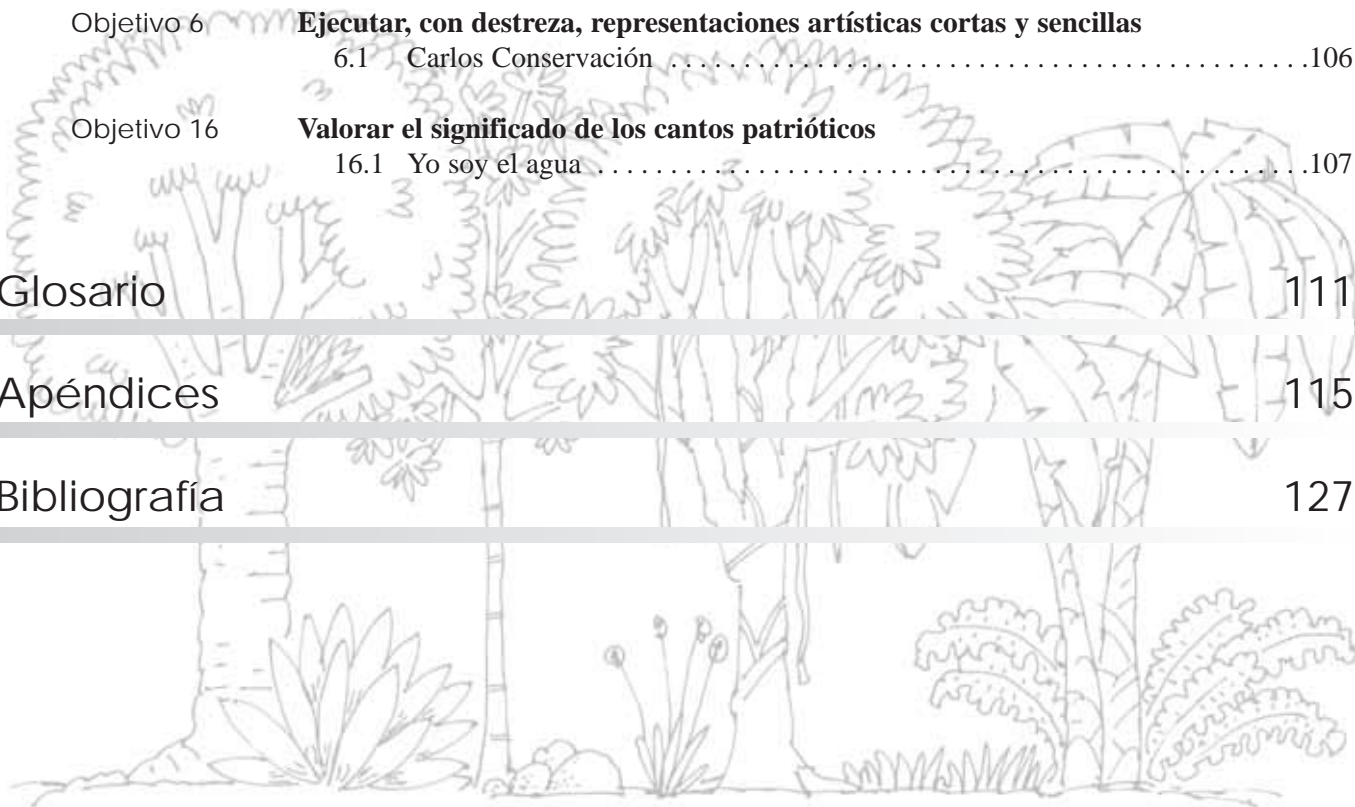 Objetivo 6 Ejecutar, con destreza, representaciones artísticas cortas y sencillas
6.1 Carlos Conservación . . . . . . . . . . . . . . . . . . . . . . . . . . . . . . . . . . . . . . . . . . . . . .106
Objetivo 16 Valorar el significado de los cantos patrióticos
16.1 Yo soy el agua . . . . . . . . . . . . . . . . . . . . . . . . . . . . . . . . . . . . . . . . . . . . . . . . . . .107
Glosario 111
Apéndices 115
Bibliografía 127